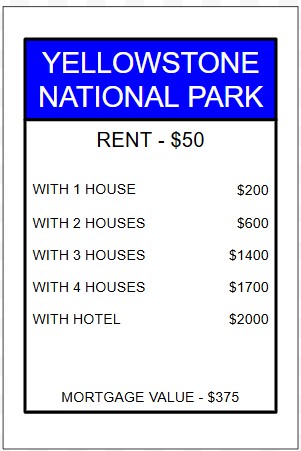 YELLOWSTONE
NATIONAL PARK
RENT - $50
WITH 1 HOUSE $200
WITH 2 HOUSES $600
WITH 3 HOUSES $1400
WITH 4 HOUSES $1700
WITH HOTEL $2000
MORTGAGE VALUE - $375